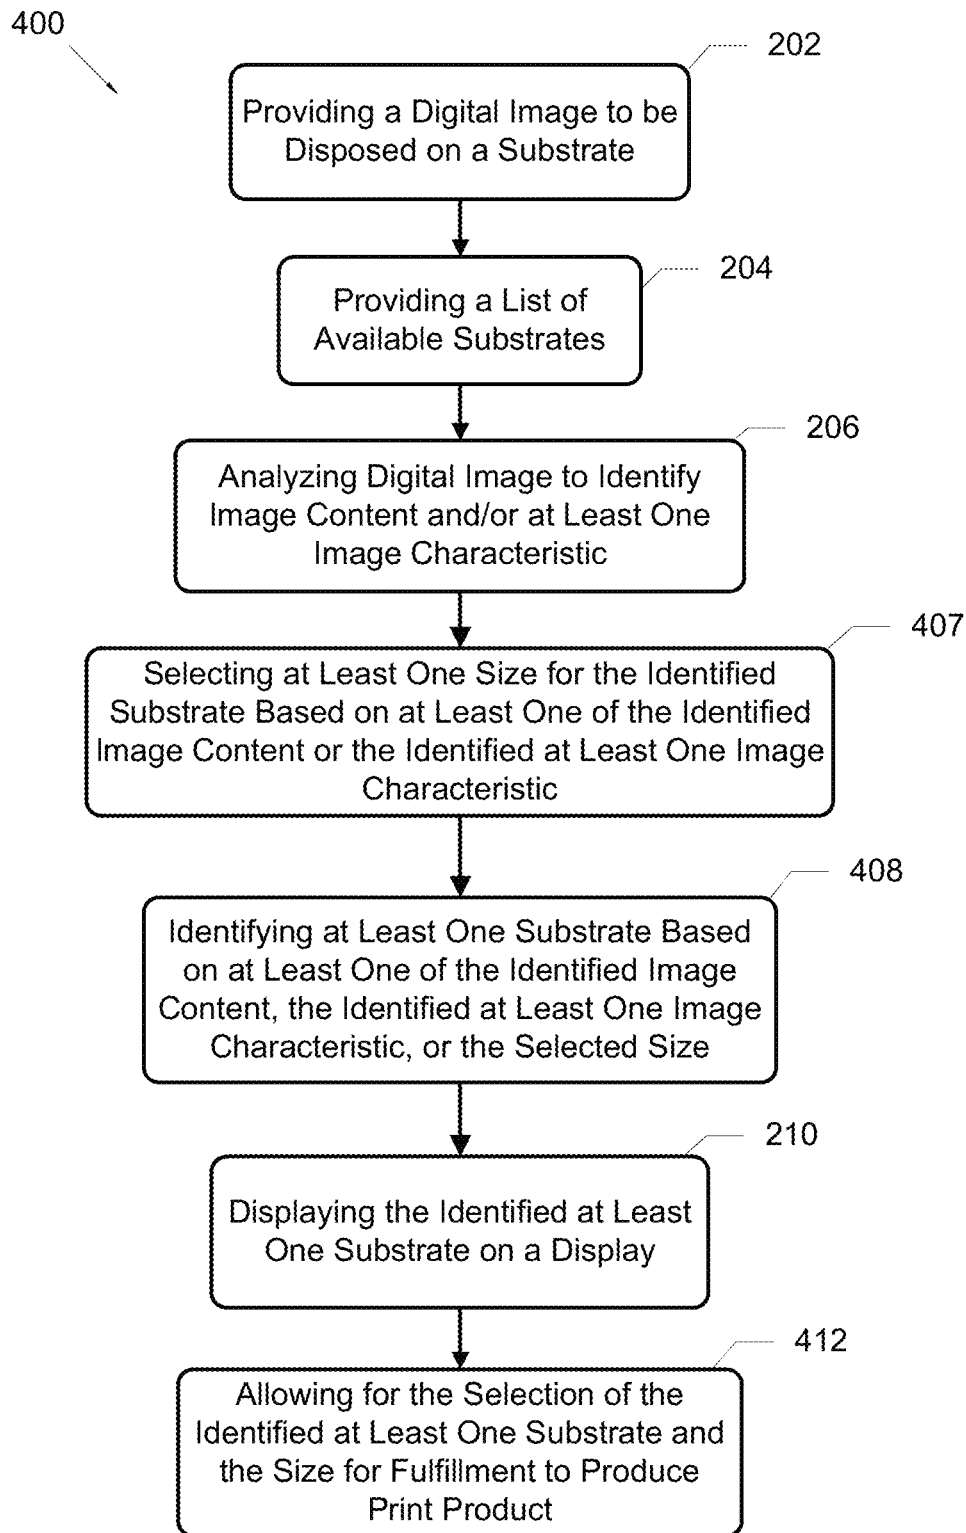 400
202
Providing a Digital Image to be
Disposed on a Substrate
204
Providing a List of
Available Substrates
206
Analyzing Digital Image to Identify
Image Content and/or at Least One
Image Characteristic
407
Selecting at Least One Size for the Identified
Substrate Based on at Least One of the Identified
Image Content or the Identified at Least One Image
Characteristic
408
Identifying at Least One Substrate Based
on at Least One of the Identified Image
Content, the Identified at Least One Image
Characteristic, or the Selected Size
210
Displaying the Identified at Least
One Substrate on a Display
412
Allowing for the Selection of the
Identified at Least One Substrate and
the Size for Fulfillment to Produce
Print Product